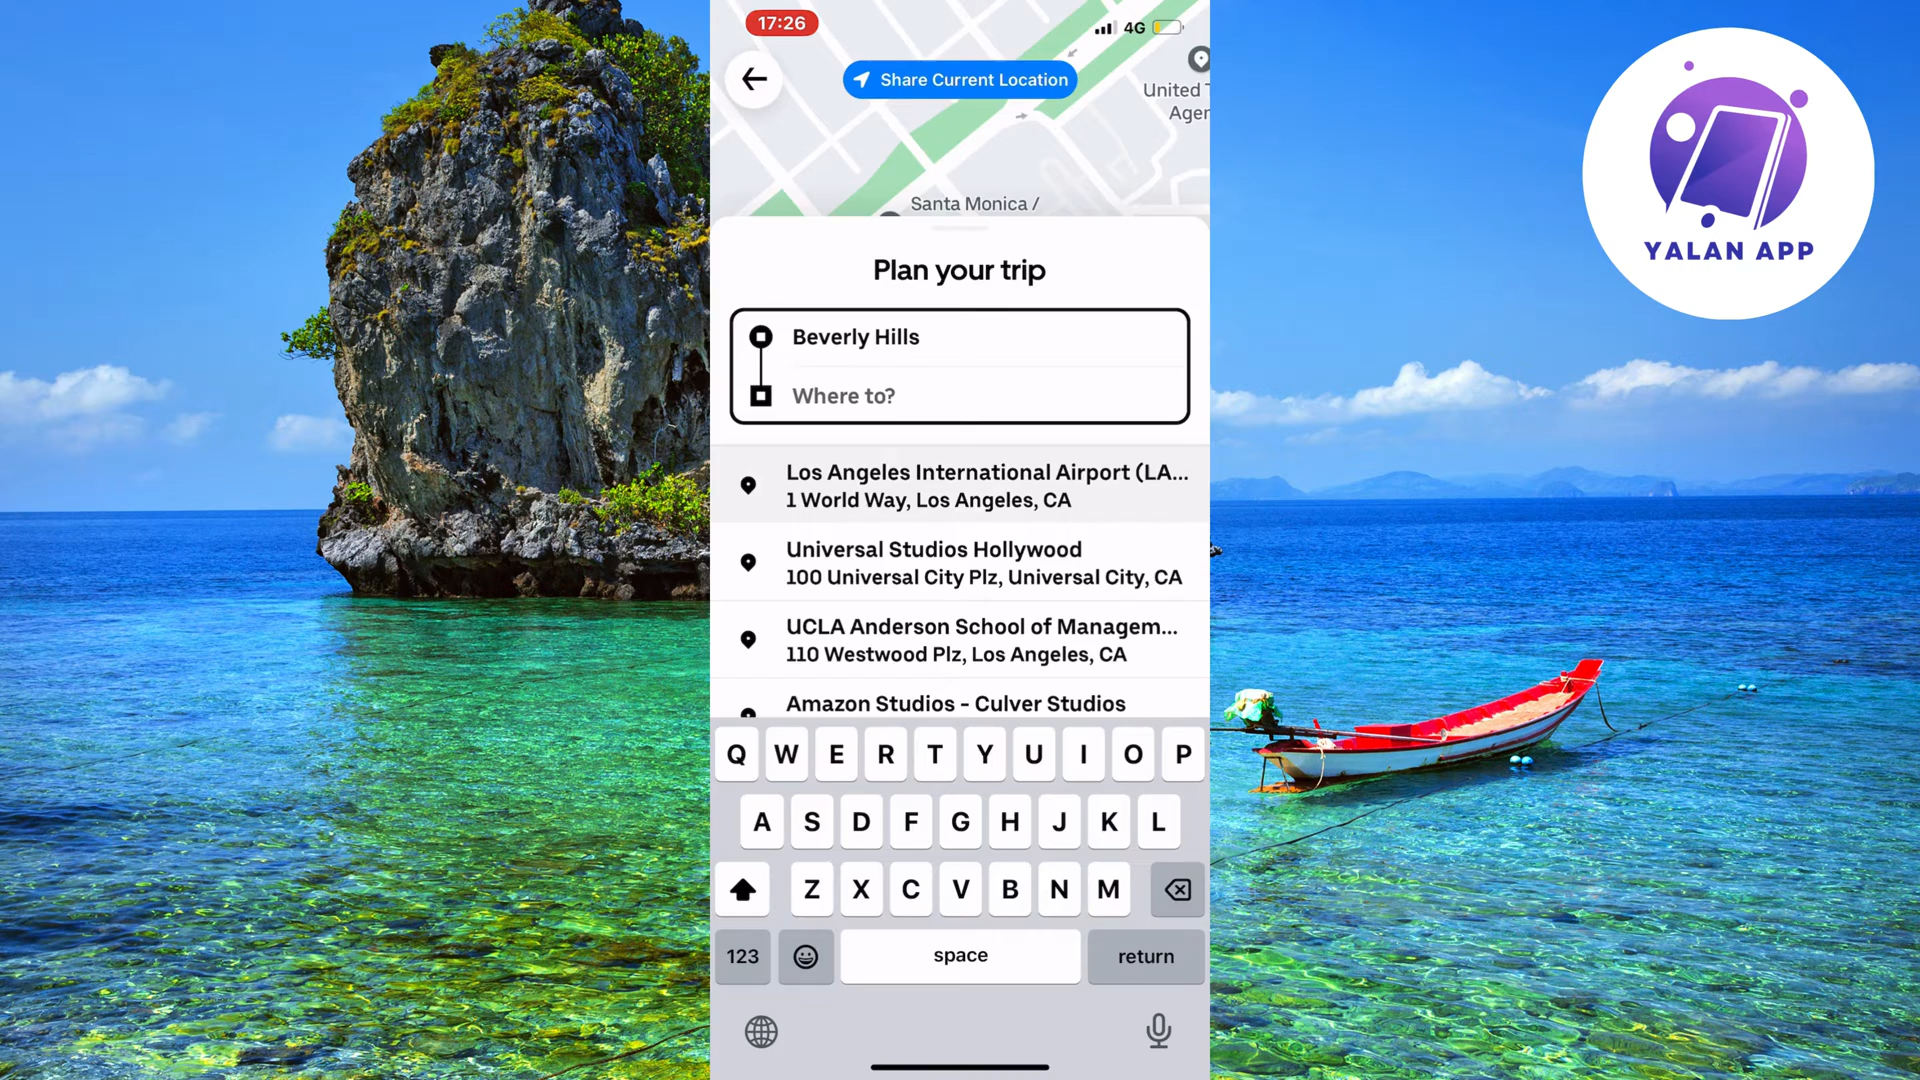 17:26
4G
Share Current Location
United
Ager
Santa Monica /
Plan your trip
Beverly Hills
Where to?
Los Angeles International Airport (LA...
1 World Way, Los Angeles, CA
Universal Studios Hollywood
100 Universal City Plz, Universal City, CA
UCLA Anderson School of Managem...
110 Westwood Plz, Los Angeles, CA
Amazon Studios - Culver Studios
Q W E R T Y U I O P
A S D F G H J K L
Z X C V B N M
123
space
return
YALAN APP